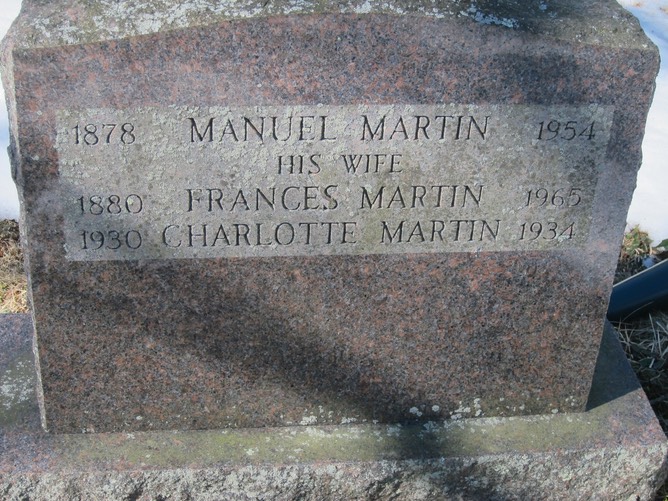 1878 MANUEL MARTIN 1954
HIS WIFE
1880 FRANCES MARTIN 1965
1930 CHARLOTTE MARTIN 1934